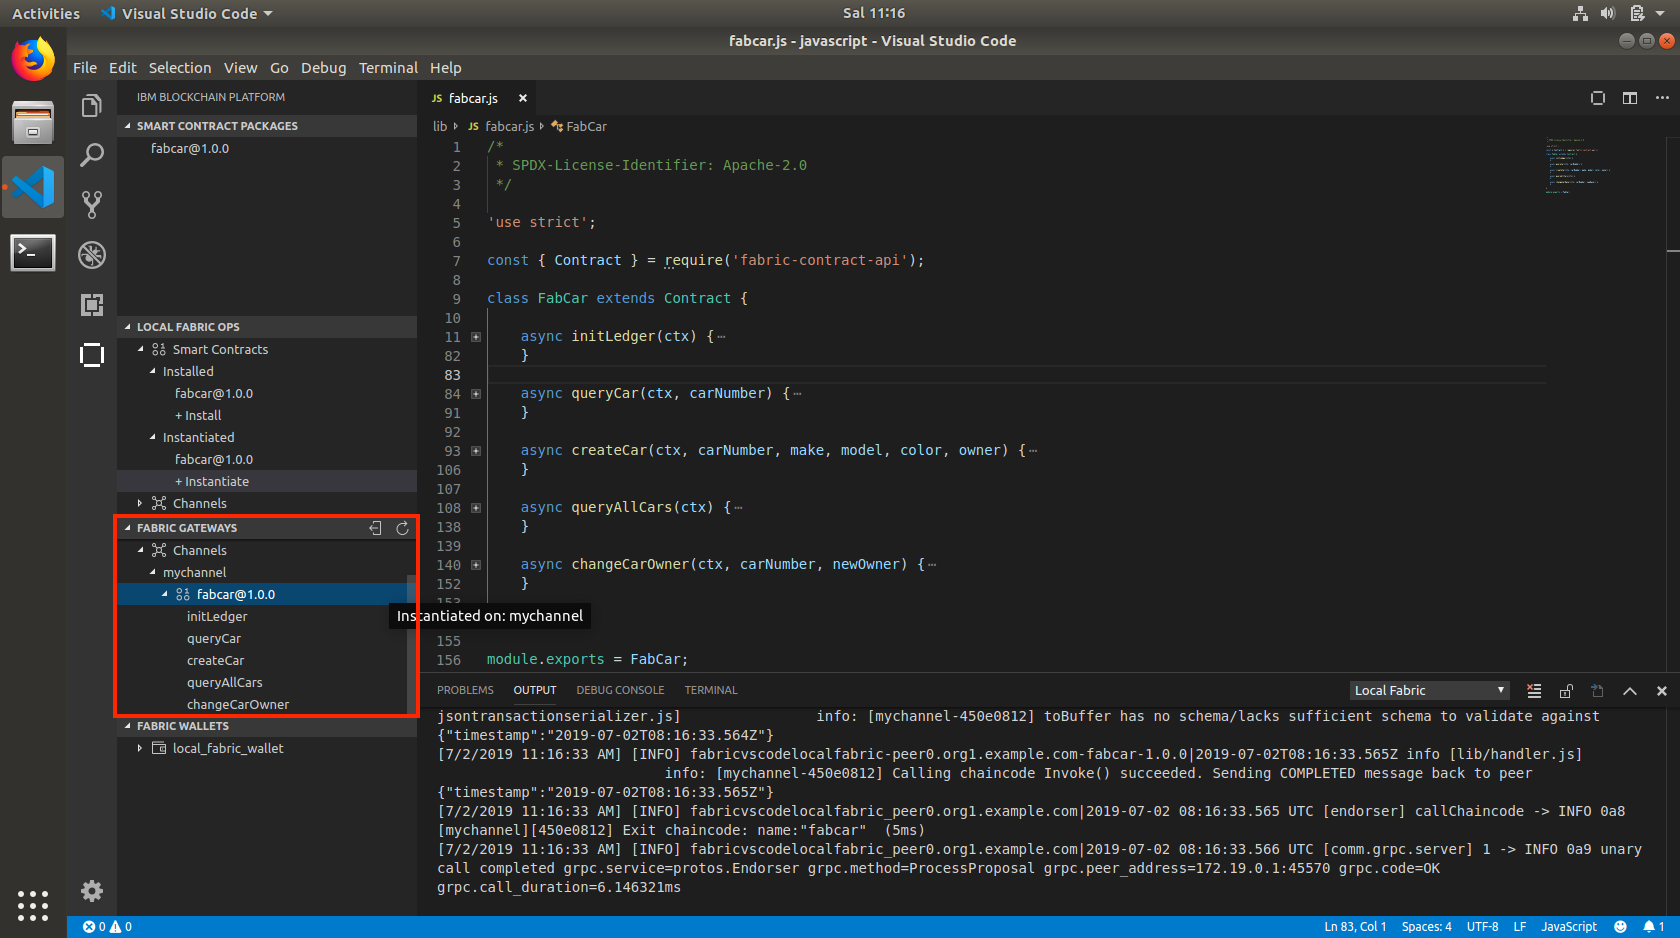 Activities
Visual Studio Code
Sal 11:16
fabcar.js - javascript - Visual Studio Code
File Edit Selection View Go Debug Terminal Help
IBM BLOCKCHAIN PLATFORM
SMART CONTRACT PACKAGES
fabcar@1.0.0
LOCAL FABRIC OPS
Smart Contracts
Installed
fabcar@1.0.0
+ Install
Instantiated
fabcar@1.0.0
+ Instantiate
Channels
FABRIC GATEWAYS
Channels
mychannel
fabcar@1.0.0
initLedger
queryCar
createCar
queryAllCars
changeCarOwner
FABRIC WALLETS
local_fabric_wallet
JS fabcar.js
lib JS fabcar.js FabCar
1 /*
2 * SPDX-License-Identifier: Apache-2.0
3 */
4
5 'use strict';
6
7 const { Contract } = require('fabric-contract-api');
8
9 class FabCar extends Contract {
10
11 async initLedger(ctx) {…
82 }
83
84 async queryCar(ctx, carNumber) {…
91 }
92
93 async createCar(ctx, carNumber, make, model, color, owner) {…
106 }
107
108 async queryAllCars(ctx) {…
138 }
139
140 async changeCarOwner(ctx, carNumber, newOwner) {…
152 }
153
Instantiated on: mychannel
155
156 module.exports = FabCar;
PROBLEMS OUTPUT DEBUG CONSOLE TERMINAL
Local Fabric
jsontransactionserializer.js] info: [mychannel-450e0812] toBuffer has no schema/lacks sufficient schema to validate against
{"timestamp":"2019-07-02T08:16:33.564Z"}
[7/2/2019 11:16:33 AM] [INFO] fabricvscodelocalfabric-peer0.org1.example.com-fabcar-1.0.0|2019-07-02T08:16:33.565Z info [lib/handler.js]
info: [mychannel-450e0812] Calling chaincode Invoke() succeeded. Sending COMPLETED message back to peer
{"timestamp":"2019-07-02T08:16:33.565Z"}
[7/2/2019 11:16:33 AM] [INFO] fabricvscodelocalfabric_peer0.org1.example.com|2019-07-02 08:16:33.565 UTC [endorser] callChaincode -> INFO 0a8
[mychannel][450e0812] Exit chaincode: name:"fabcar" (5ms)
[7/2/2019 11:16:33 AM] [INFO] fabricvscodelocalfabric_peer0.org1.example.com|2019-07-02 08:16:33.566 UTC [comm.grpc.server] 1 -> INFO 0a9 unary
call completed grpc.service=protos.Endorser grpc.method=ProcessProposal grpc.peer_address=172.19.0.1:45570 grpc.code=OK
grpc.call_duration=6.146321ms
0 0
Ln 83, Col 1 Spaces: 4 UTF-8 LF JavaScript 1